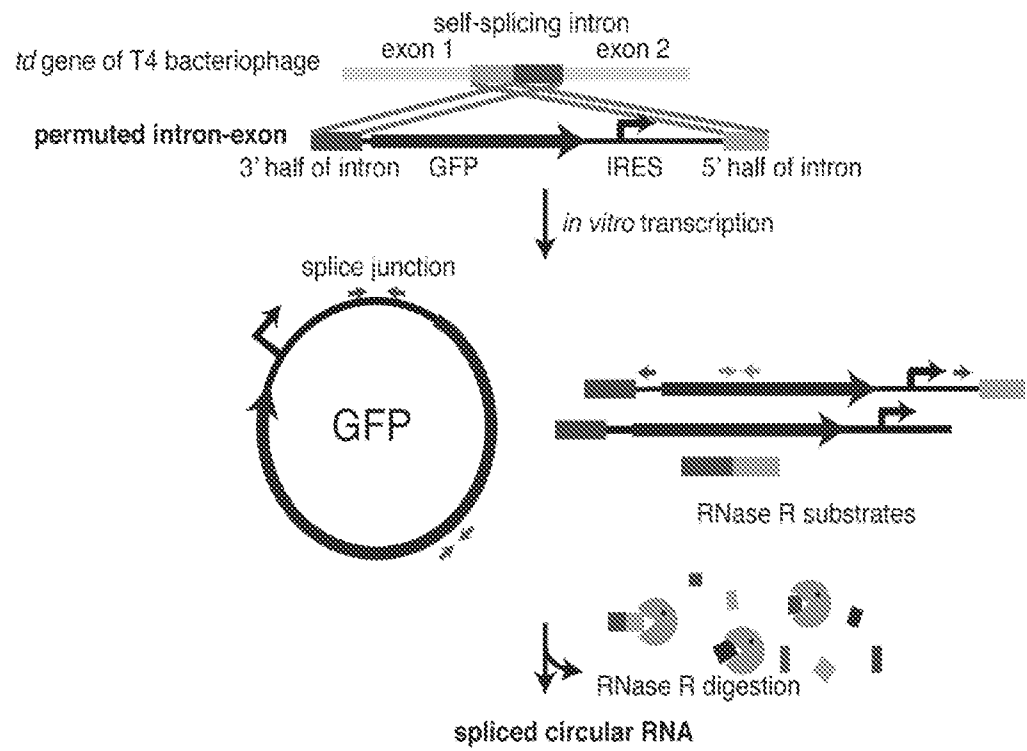 self-splicing intron
exon 1 exon 2
td gene of T4 bacteriophage
permuted intron-exon
3' half of intron GFP IRES 5' half of intron
in vitro transcription
splice junction
GFP
RNase R substrates
RNase R digestion
spliced circular RNA